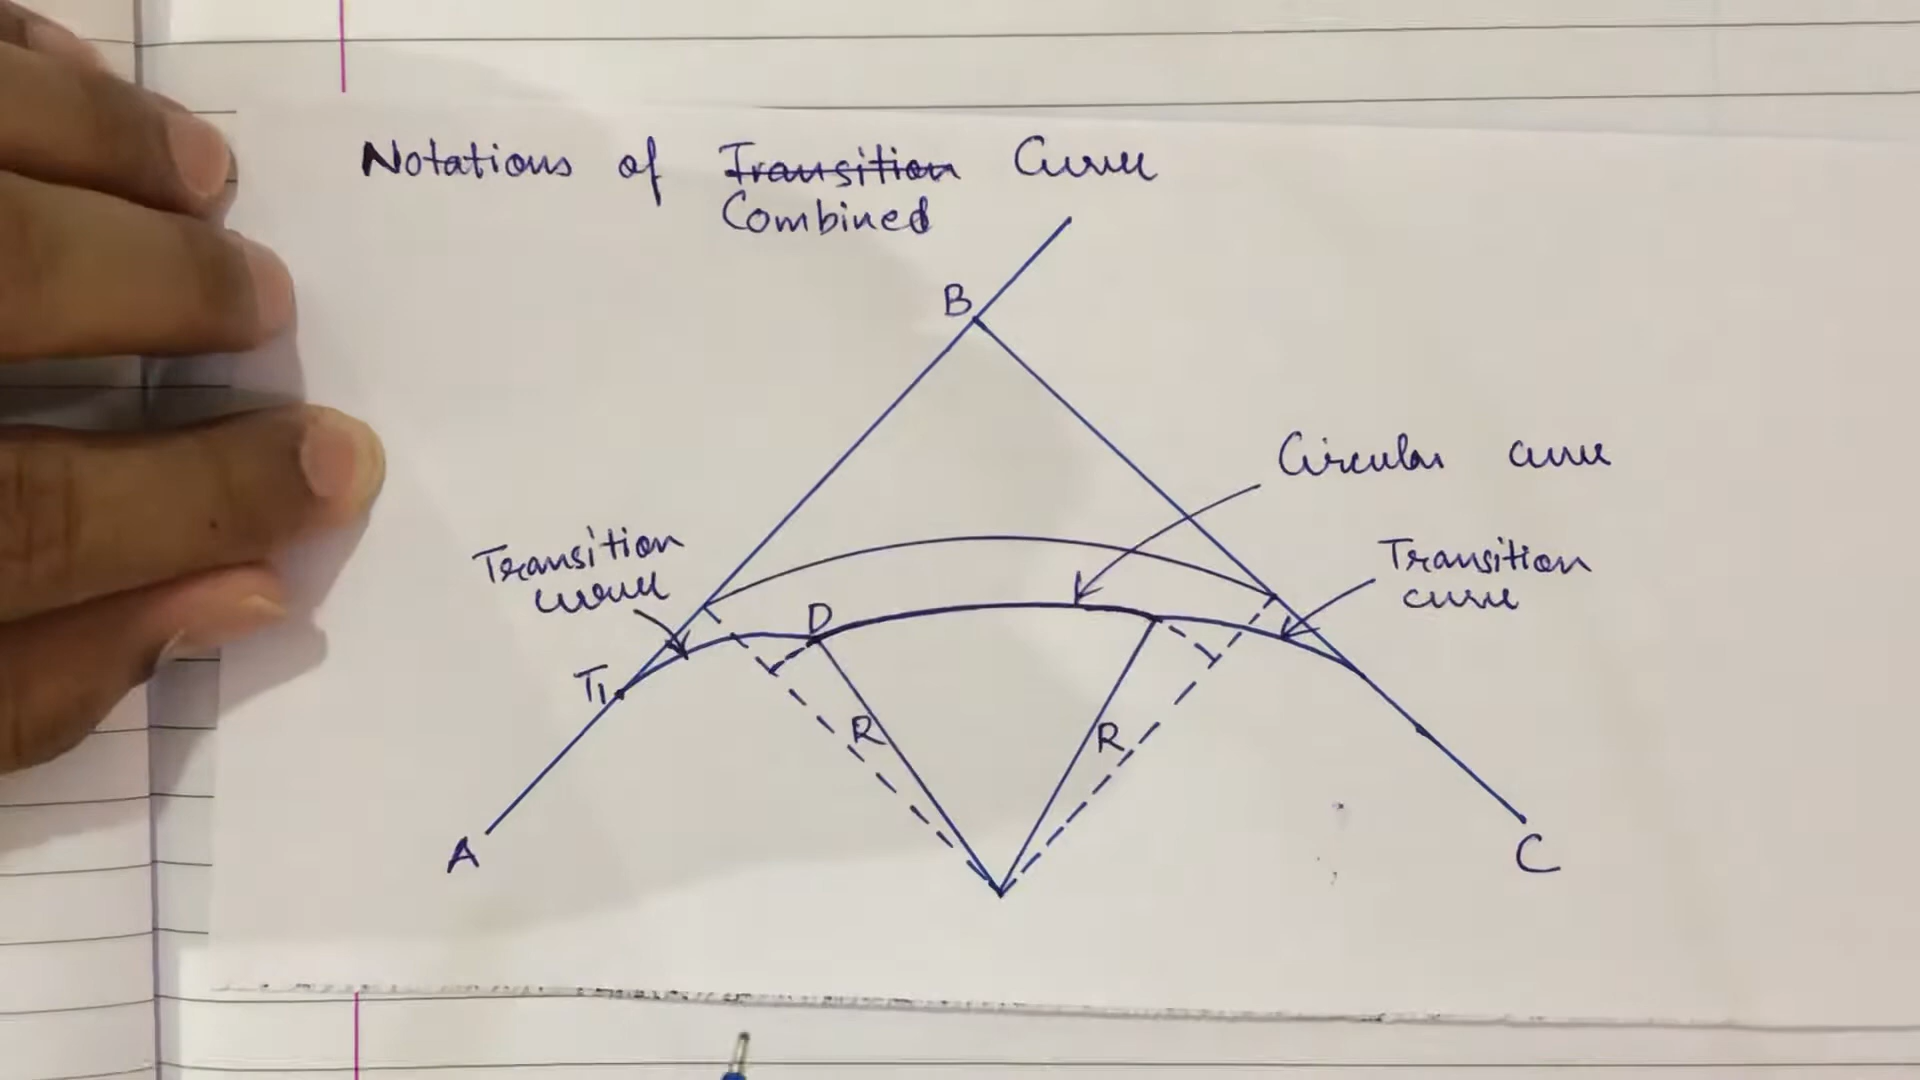 Notations of Transition Curve
Combined
B
Circular curve
Transition
curve
Transition
curve
D
T1
R
R
A
C